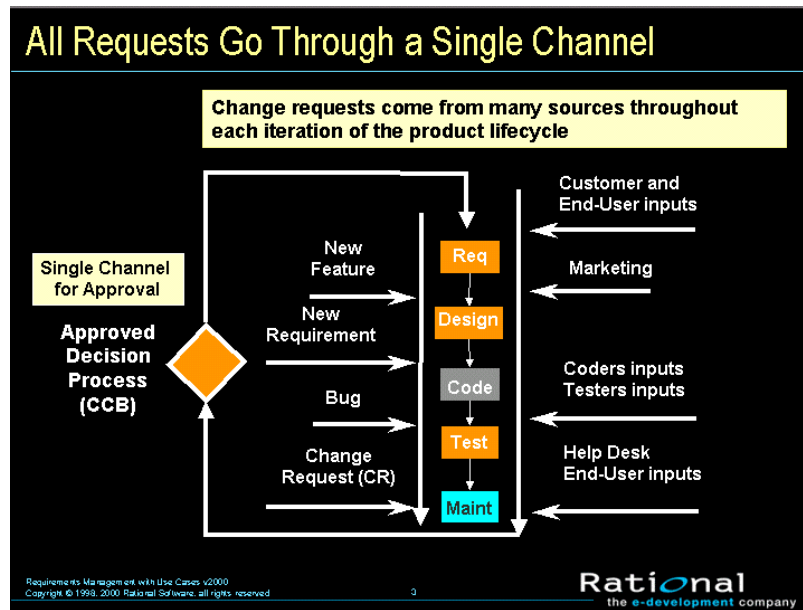 All Requests Go Through a Single Channel
Change requests come from many sources throughout
each iteration of the product lifecycle
Customer and
End-User inputs
New
Feature
Req
Marketing
Single Channel
for Approval
New
Requirement
Design
Approved
Decision
Process
(CCB)
Coders inputs
Testers inputs
Code
Bug
Test
Change
Request (CR)
Help Desk
End-User inputs
Maint
Requirements Management with Use Cases v2000
Copyright © 1998, 2000 Rational Software, all rights reserved
3
Rational
the e-development company